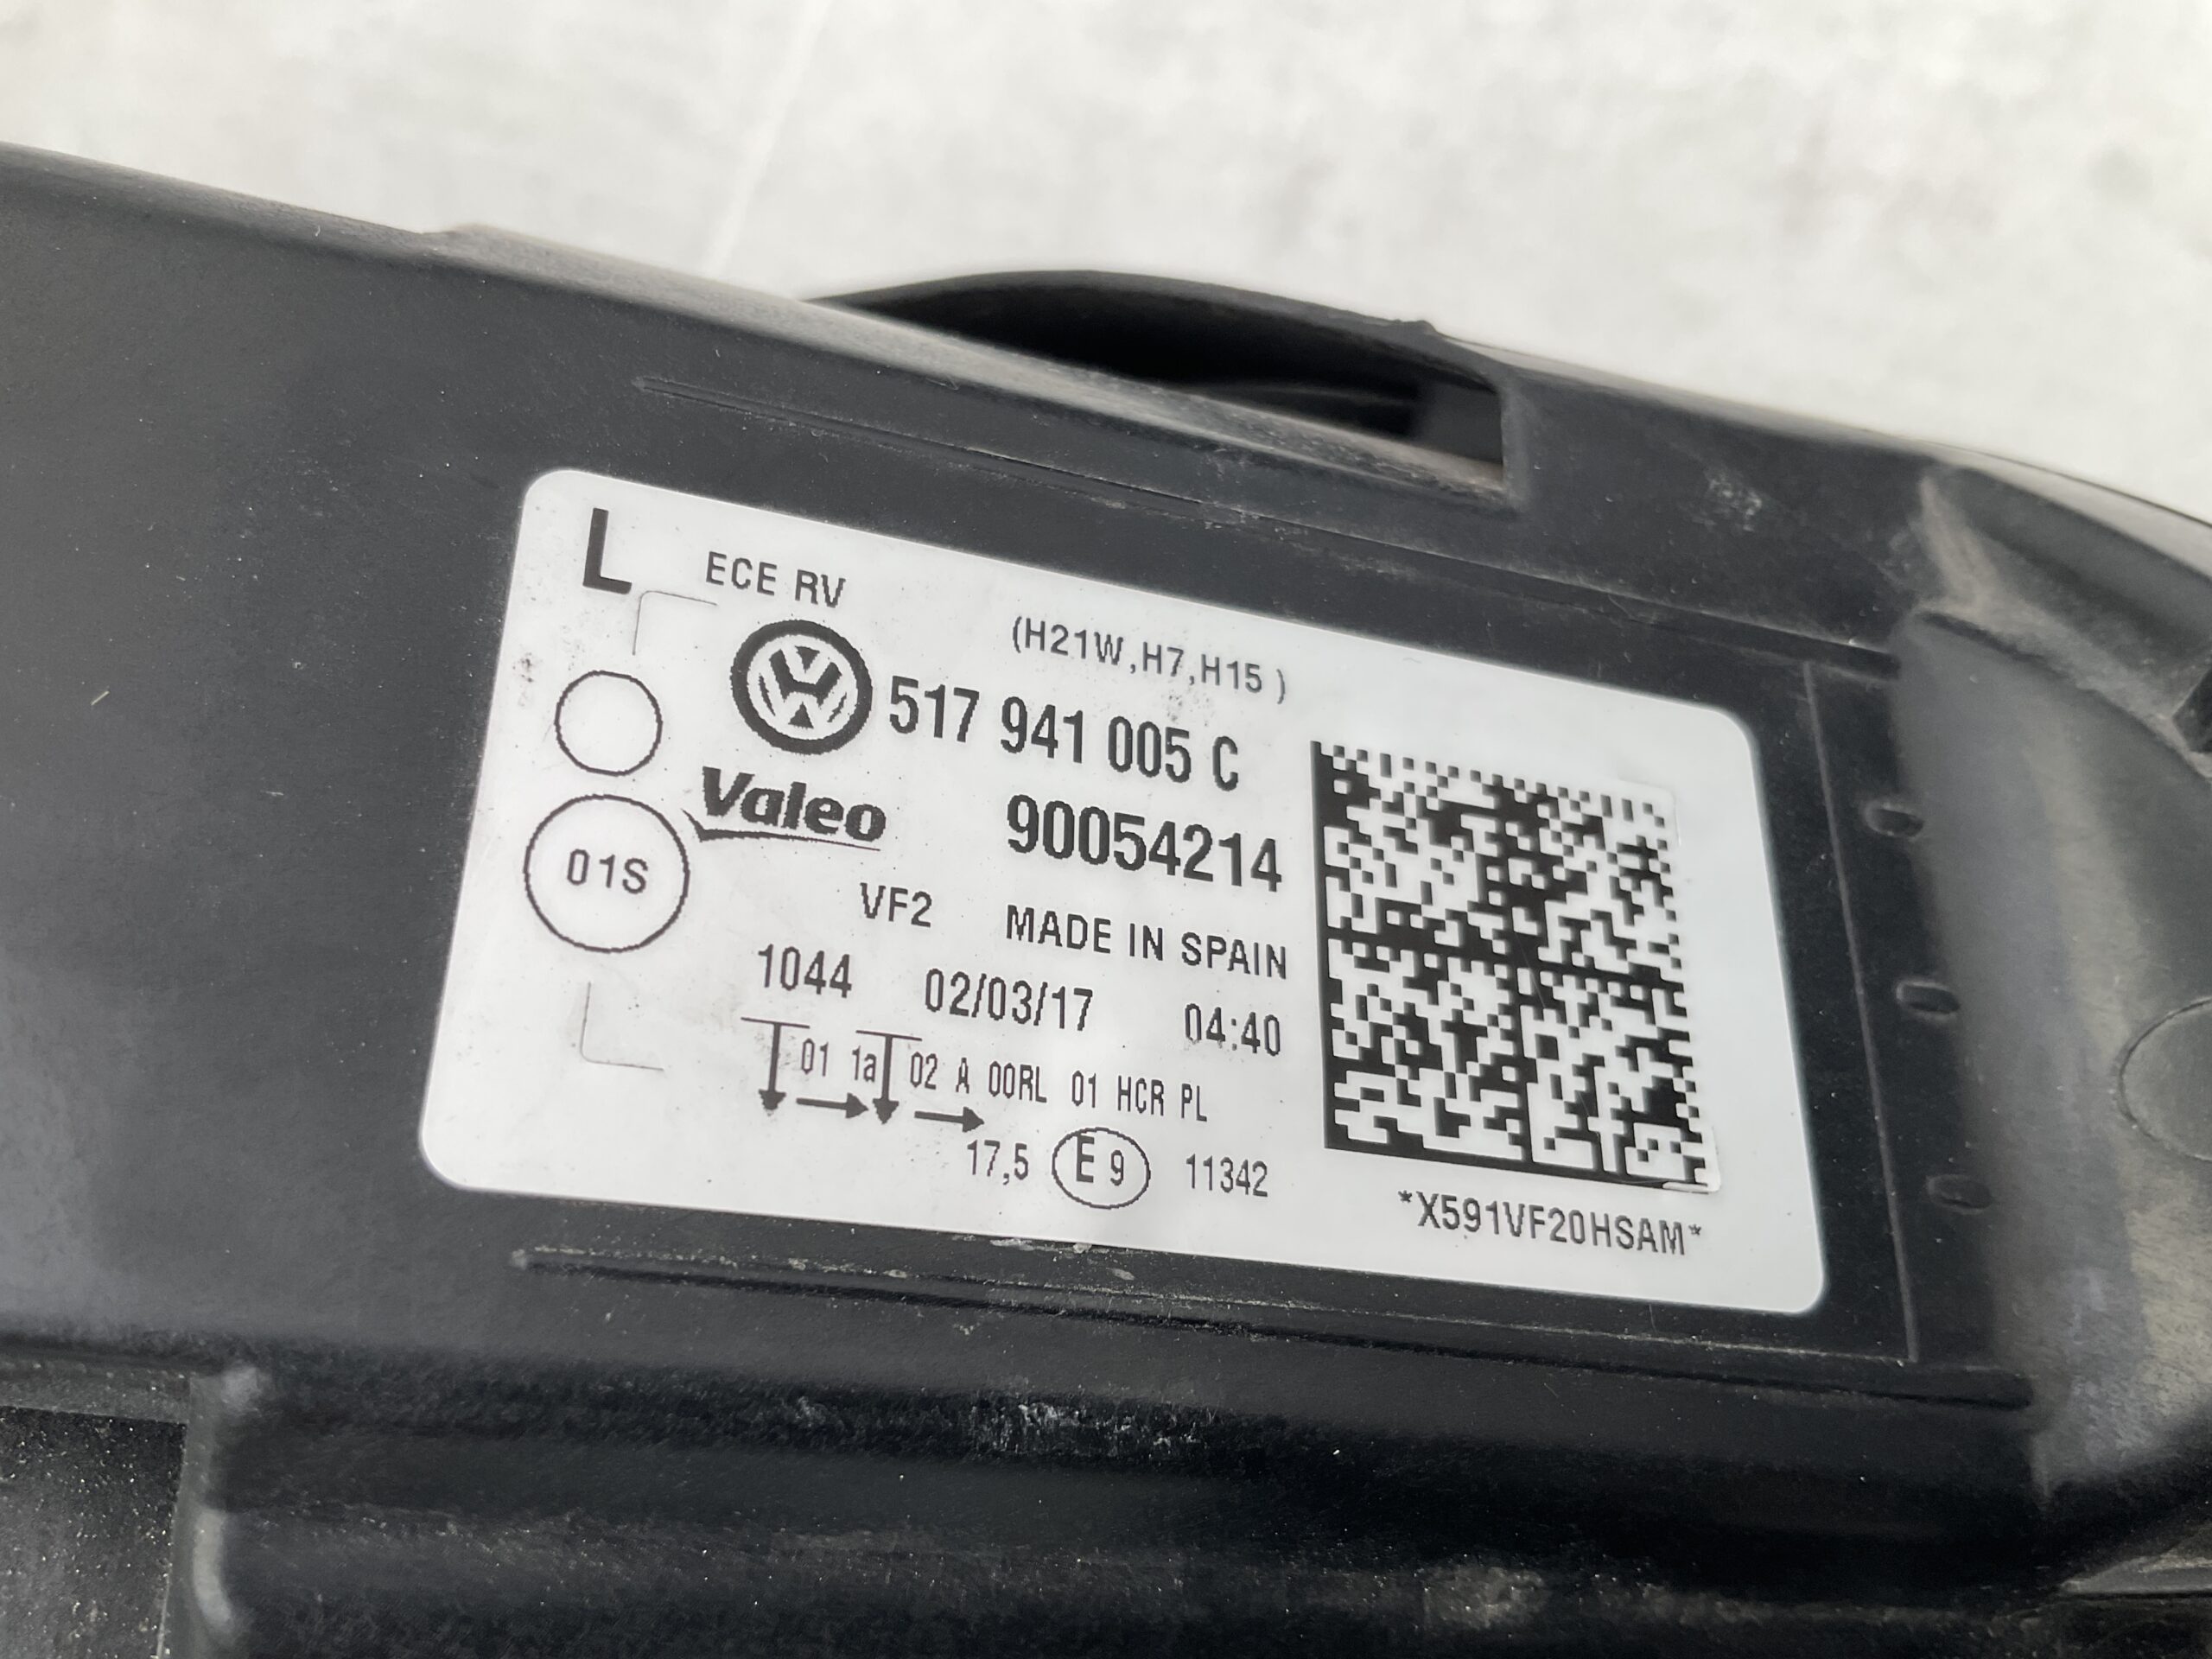 L ECE RV
(H21W,H7,H15 )
517 941 005 C
Valeo 90054214
01S
VF2 MADE IN SPAIN
1044 02/03/17 04:40
01 1a 02 A 00RL 01 HCR PL
17,5 E9 11342
*X591VF20HSAM*